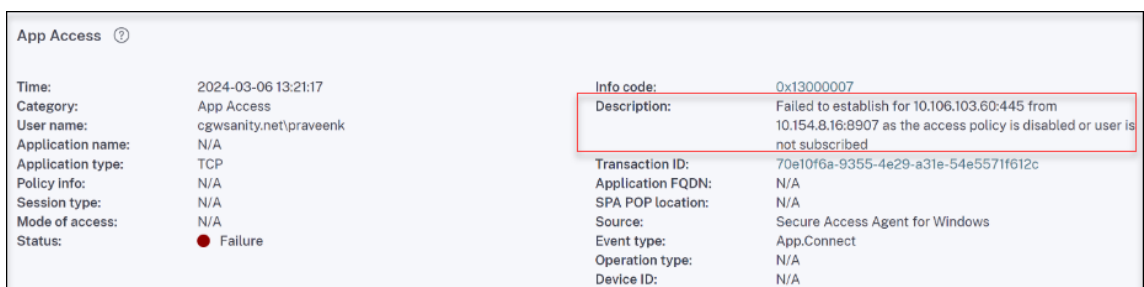 App Access ?
Time: 2024-03-06 13:21:17
Category: App Access
User name: cgwsanity.net\praveenk
Application name: N/A
Application type: TCP
Policy info: N/A
Session type: N/A
Mode of access: N/A
Status: Failure
Info code: 0x13000007
Description: Failed to establish for 10.106.103.60:445 from
10.154.8.16:8907 as the access policy is disabled or user is
not subscribed
Transaction ID: 70e10f6a-9355-4e29-a31e-54e5571f612c
Application FQDN: N/A
SPA POP location: N/A
Source: Secure Access Agent for Windows
Event type: App.Connect
Operation type: N/A
Device ID: N/A